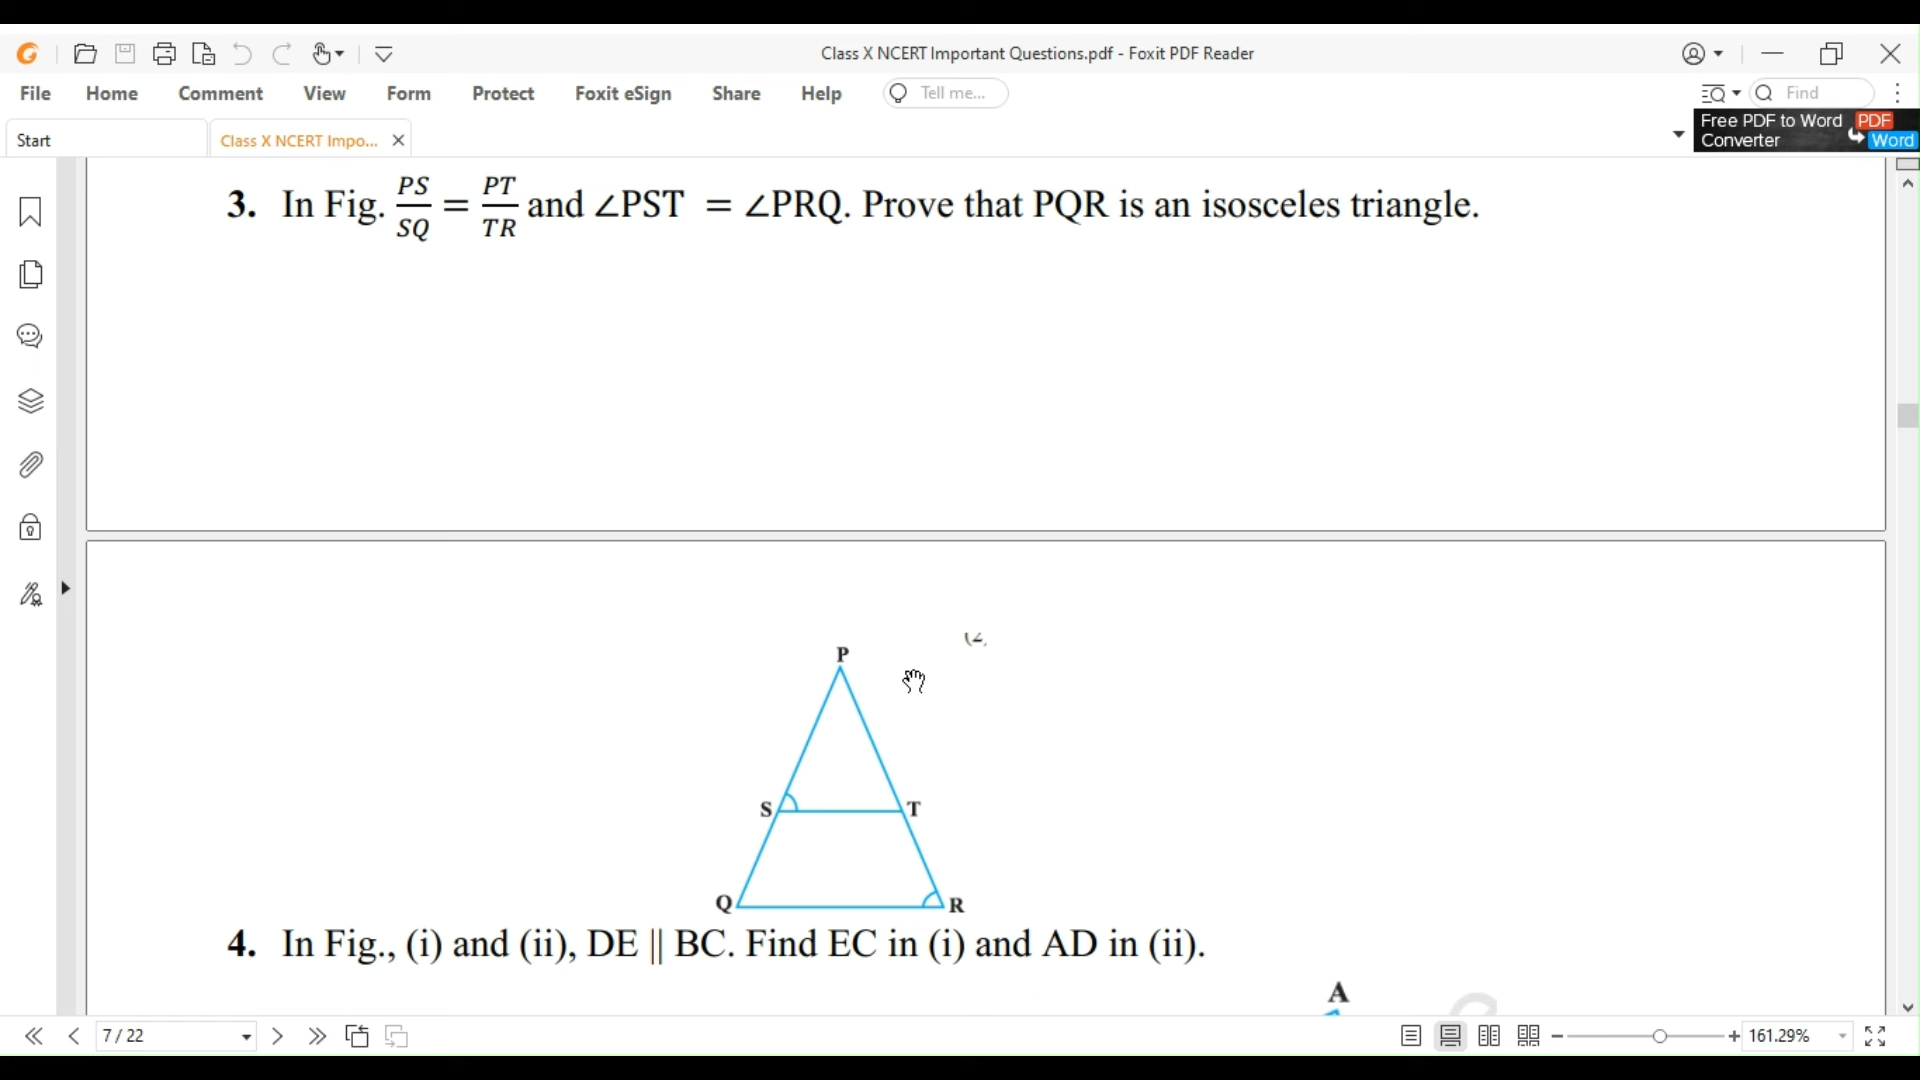 Class X NCERT Important Questions.pdf - Foxit PDF Reader
File Home Comment View Form Protect Foxit eSign Share Help Tell me... Find
Free PDF to Word Converter PDF Word
Start Class X NCERT Impo...
3. In Fig. PS/SQ = PT/TR and ∠PST = ∠PRQ. Prove that PQR is an isosceles triangle.
P
S T
Q R
4. In Fig., (i) and (ii), DE || BC. Find EC in (i) and AD in (ii).
A
7 / 22 161.29%